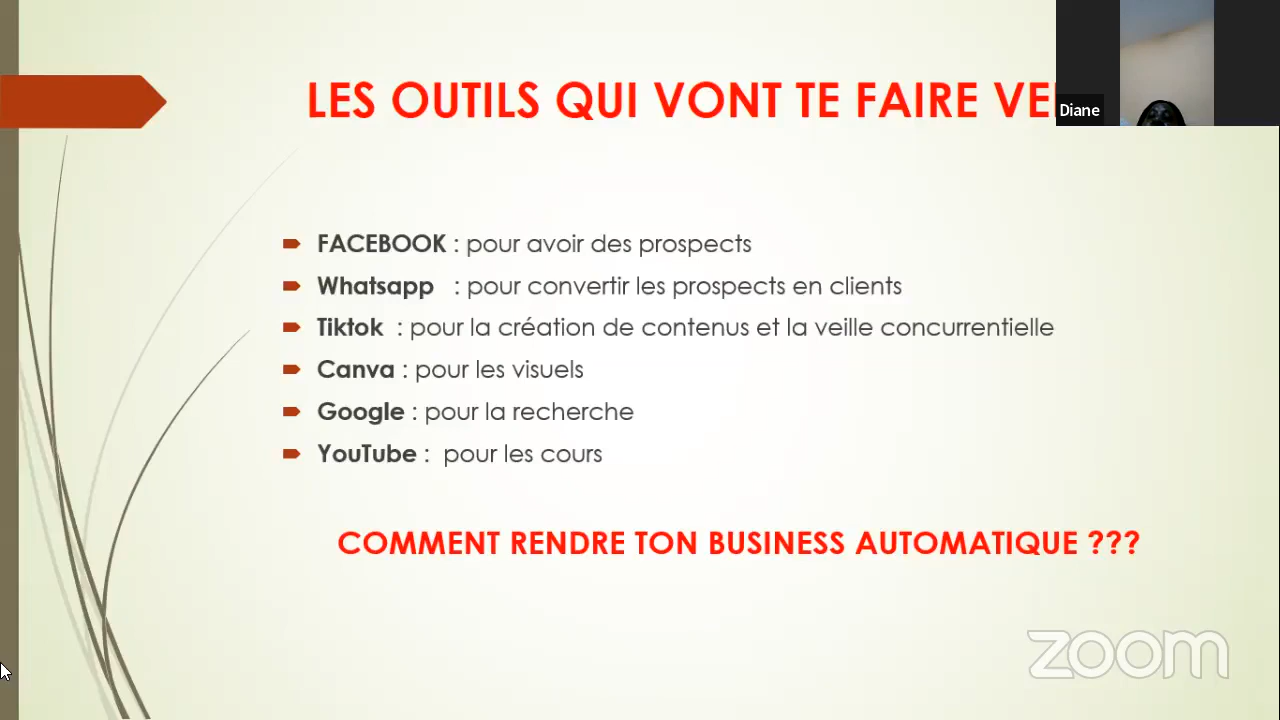 LES OUTILS QUI VONT TE FAIRE
Diane
FACEBOOK : pour avoir des prospects
Whatsapp : pour convertir les prospects en clients
Tiktok : pour la création de contenus et la veille concurrentielle
Canva : pour les visuels
Google : pour la recherche
YouTube : pour les cours
COMMENT RENDRE TON BUSINESS AUTOMATIQUE ???
zoom